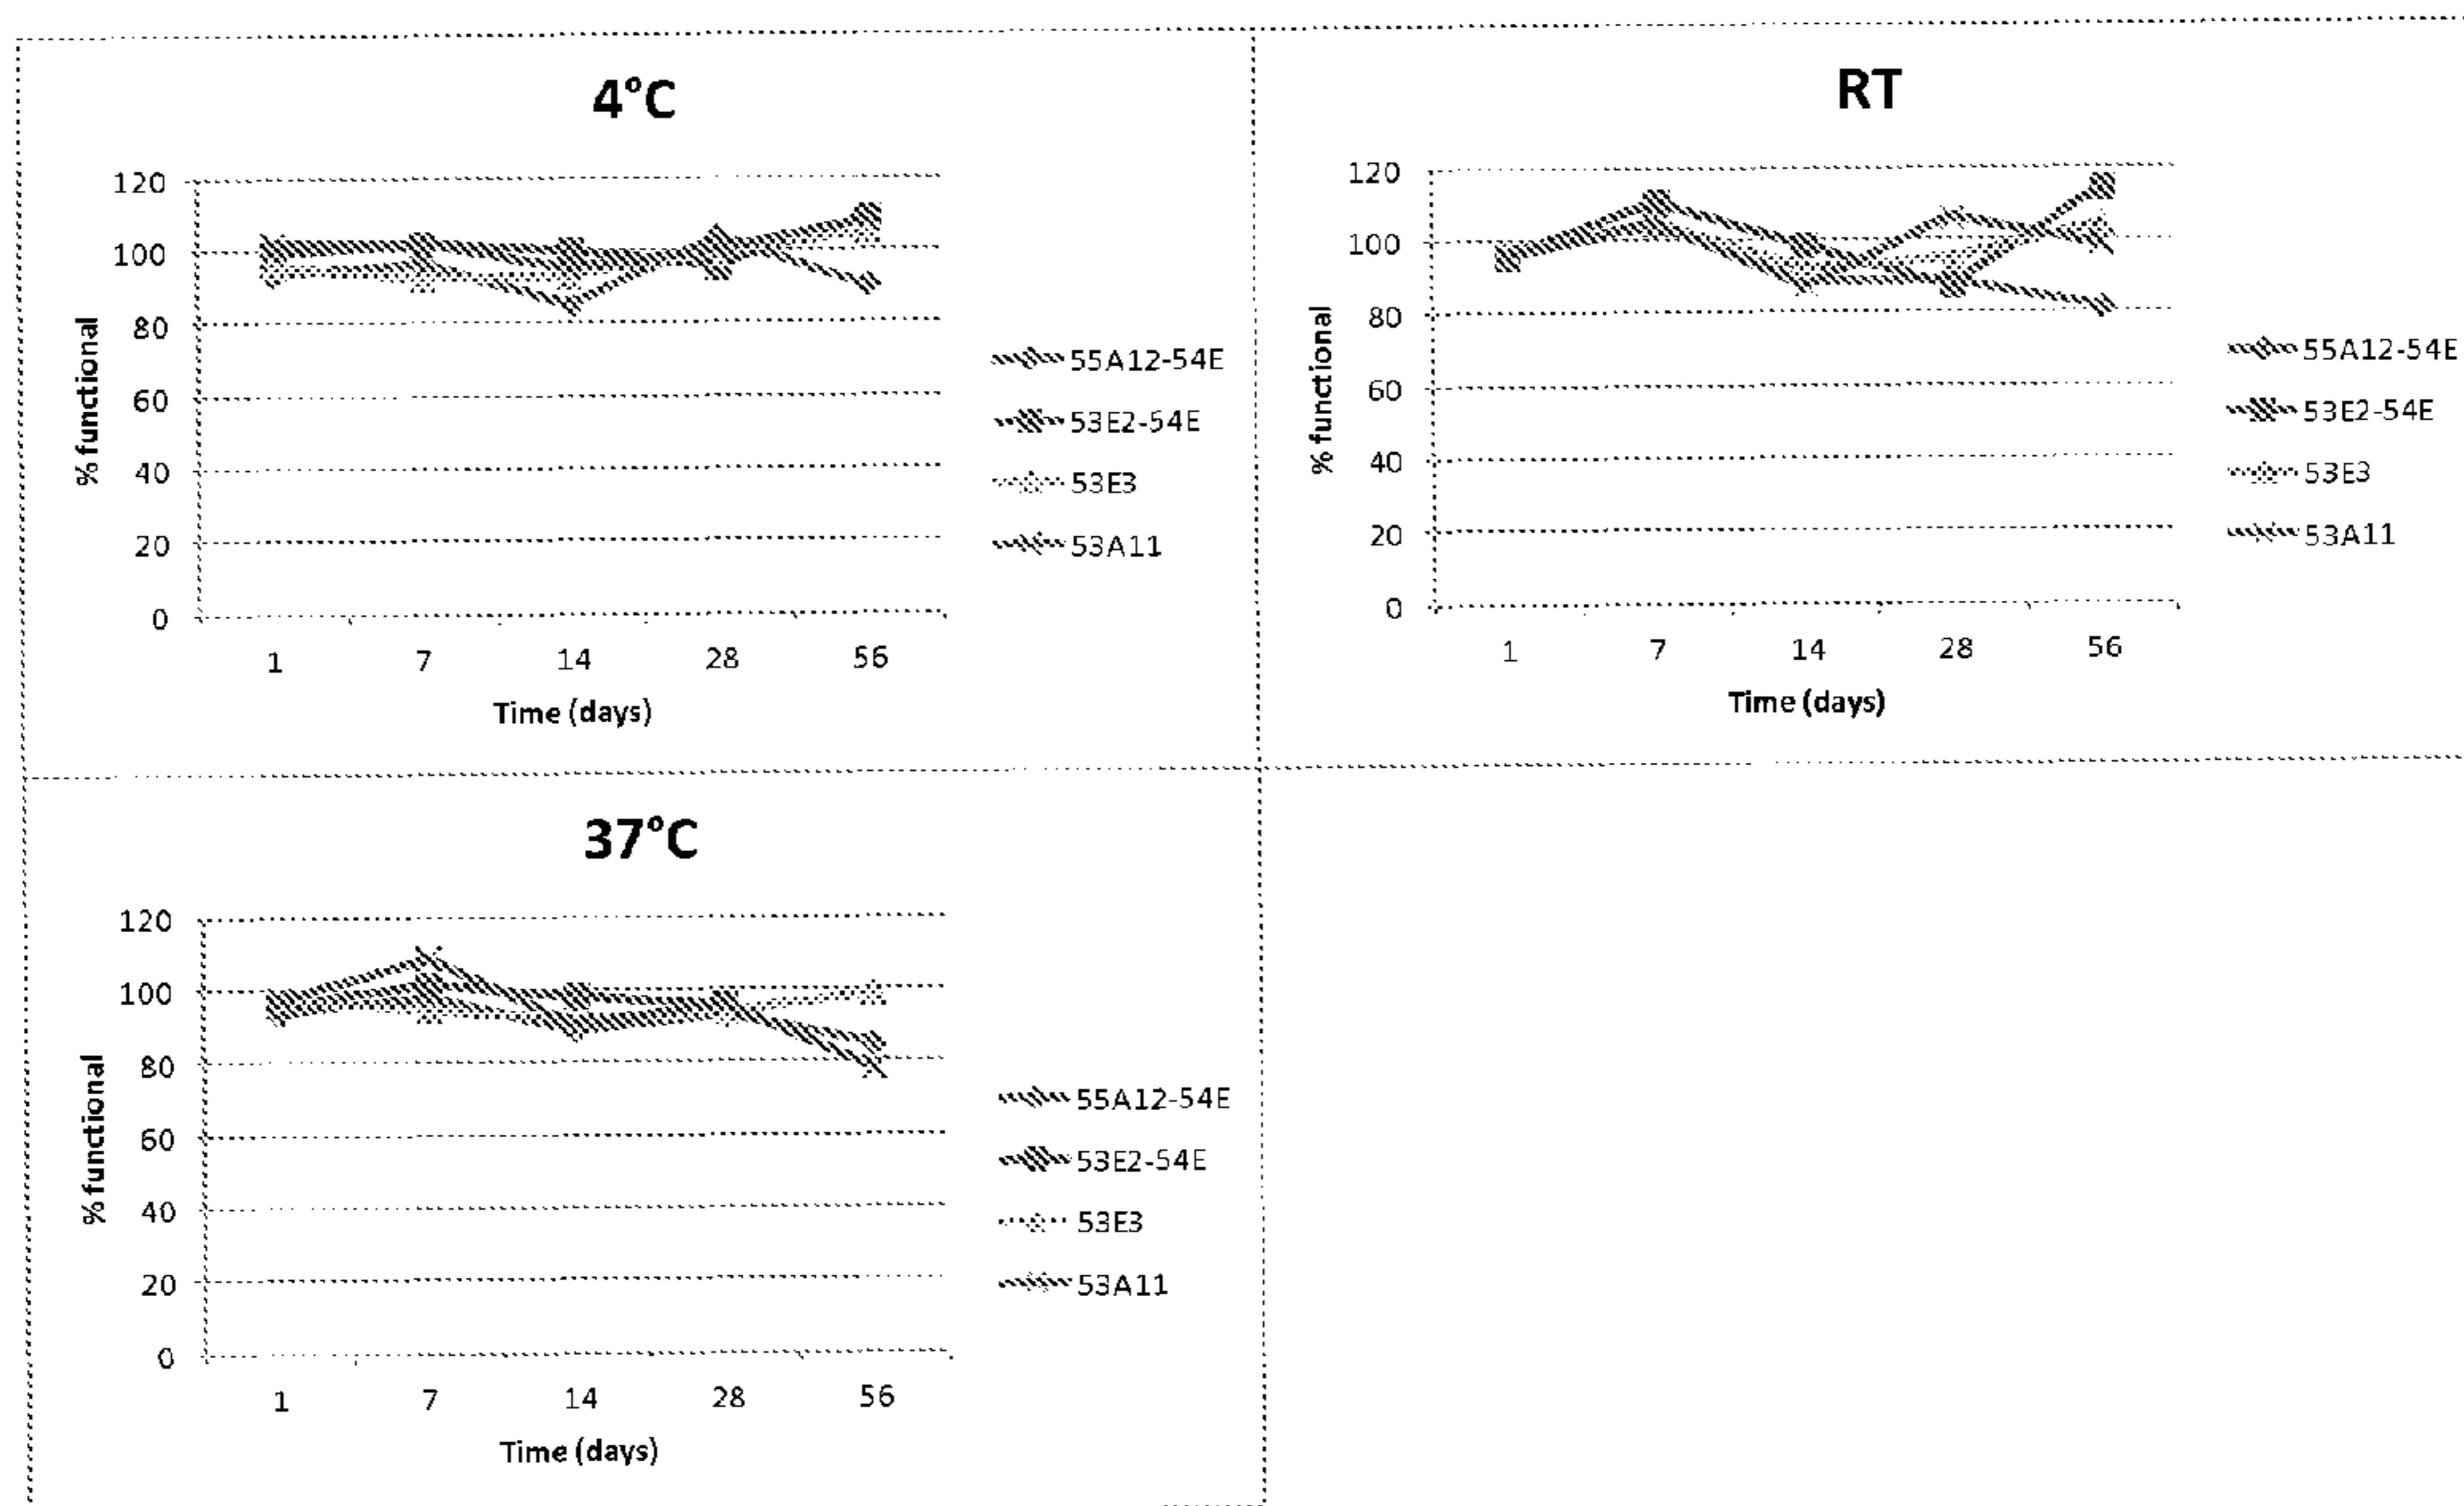 4°C
120
100
80
60
40
20
0
% functional
1 7 14 28 56
Time (days)
55A12-54E
53E2-54E
53E3
53A11
RT
120
100
80
60
40
20
0
% functional
1 7 14 28 56
Time (days)
55A12-54E
53E2-54E
53E3
53A11
37°C
120
100
80
60
40
20
0
% functional
1 7 14 28 56
Time (days)
55A12-54E
53E2-54E
53E3
53A11